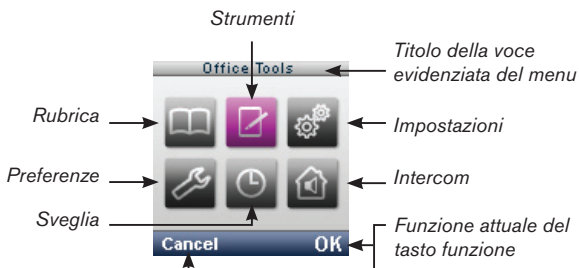 Strumenti
Titolo della voce
evidenziata del menu
Office Tools
Rubrica
Impostazioni
Preferenze
Intercom
Sveglia
Funzione attuale del
tasto funzione
Cancel
OK